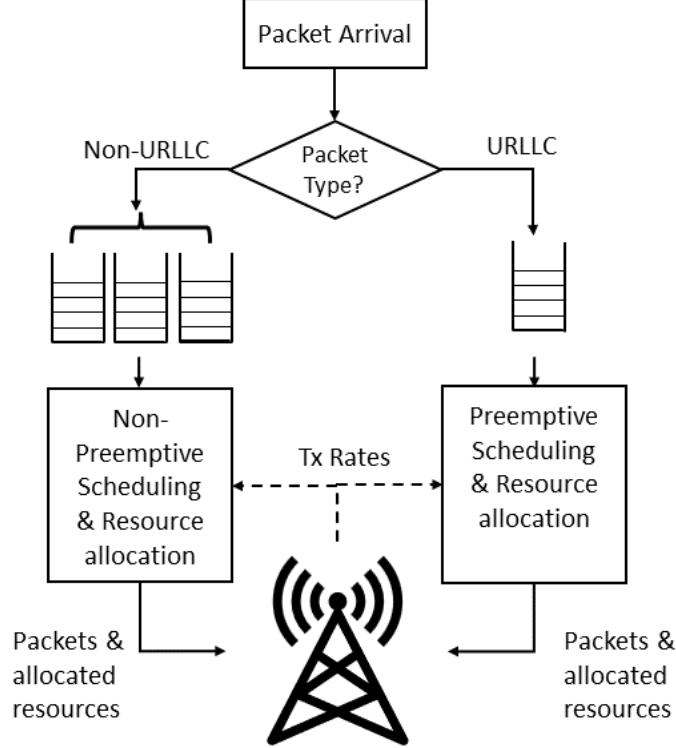 Packet Arrival
Non-URLLC
Packet
Type?
URLLC
Non-
Preemptive
Scheduling
& Resource
allocation
Tx Rates
Preemptive
Scheduling
& Resource
allocation
Packets &
allocated
resources
Packets &
allocated
resources